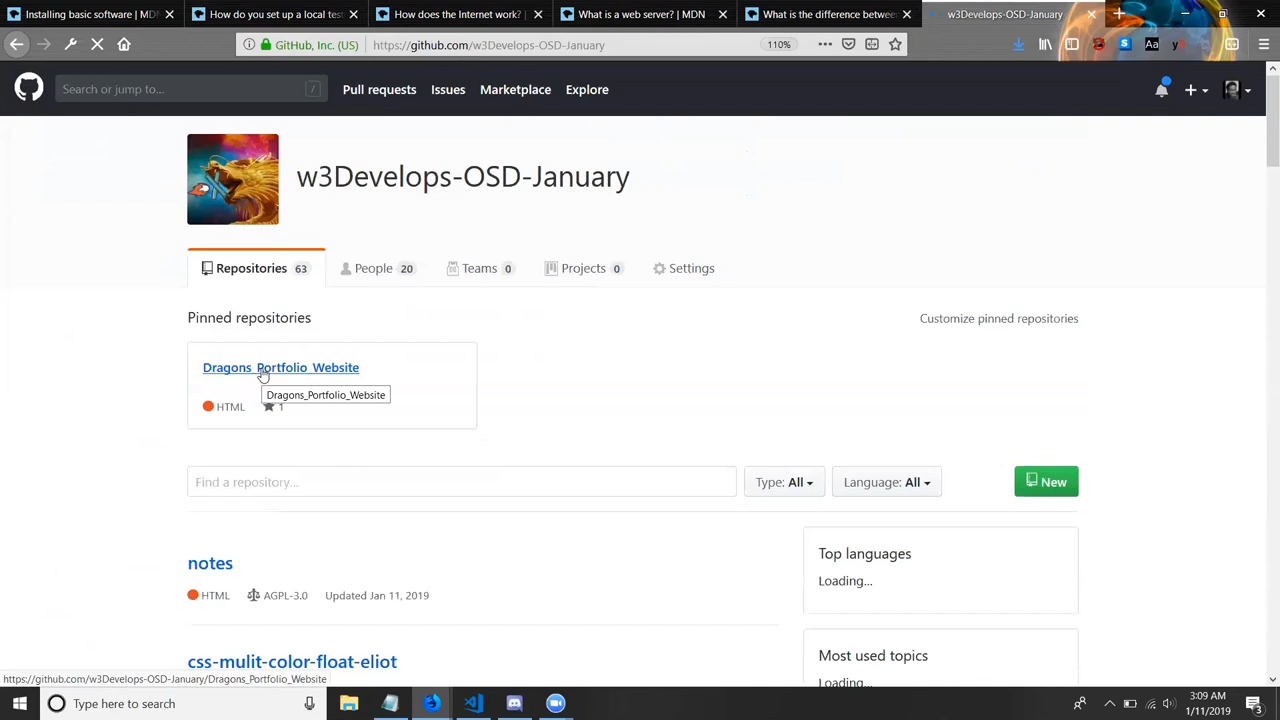 Installing basic software | MDN
How do you set up a local test
How does the Internet work? |
What is a web server? | MDN
What is the difference between
w3Develops-OSD-January
GitHub, Inc. (US)
https://github.com/w3Develops-OSD-January
110%
Search or jump to...
/
Pull requests
Issues
Marketplace
Explore
w3Develops-OSD-January
Repositories 63
People 20
Teams 0
Projects 0
Settings
Pinned repositories
Customize pinned repositories
Dragons_Portfolio_Website
Dragons_Portfolio_Website
HTML
1
Find a repository...
Type: All
Language: All
New
notes
HTML
AGPL-3.0
Updated Jan 11, 2019
Top languages
Loading...
css-mulit-color-float-eliot
Most used topics
Loading...
https://github.com/w3Develops-OSD-January/Dragons_Portfolio_Website
Type here to search
3:09 AM
1/11/2019
3